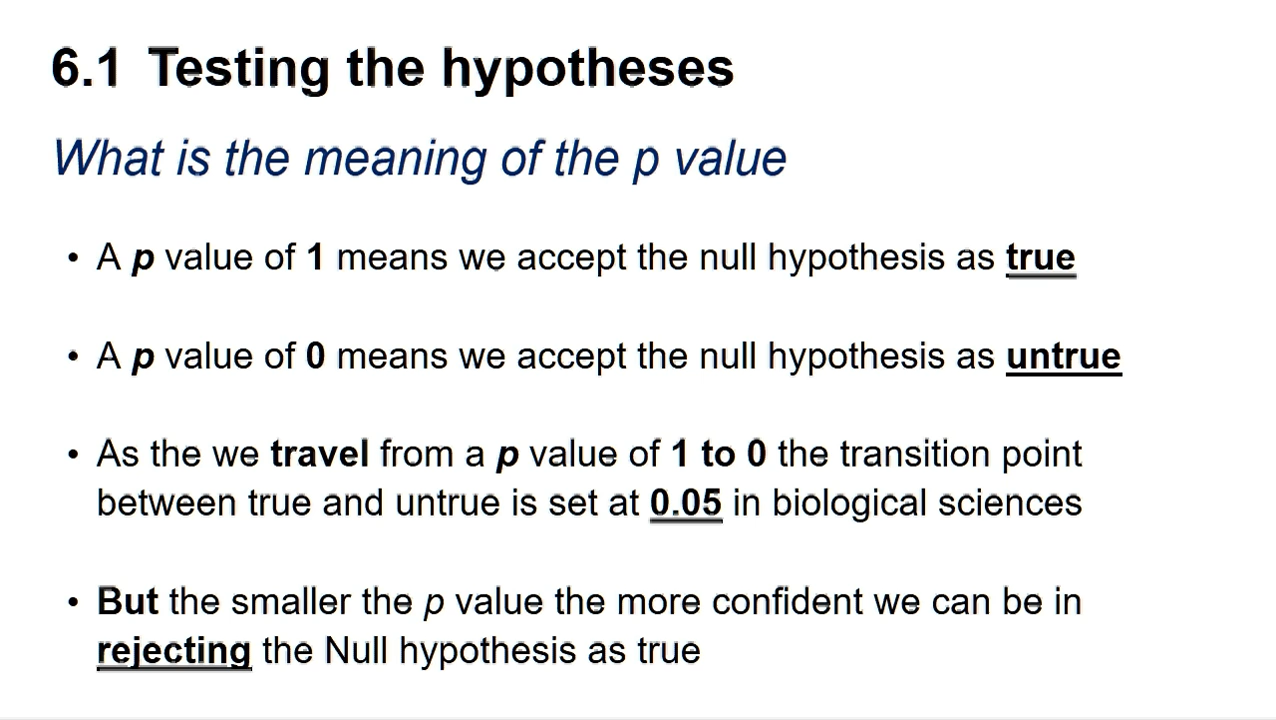 6.1 Testing the hypotheses
What is the meaning of the p value
• A p value of 1 means we accept the null hypothesis as true
• A p value of 0 means we accept the null hypothesis as untrue
• As the we travel from a p value of 1 to 0 the transition point
between true and untrue is set at 0.05 in biological sciences
• But the smaller the p value the more confident we can be in
rejecting the Null hypothesis as true